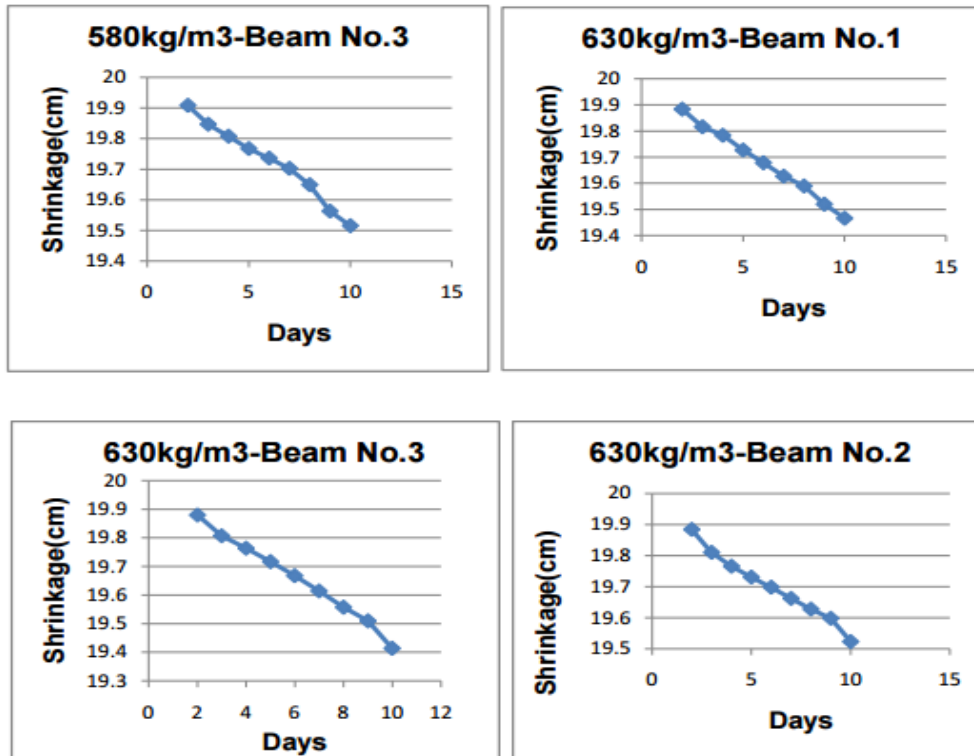 580kg/m3-Beam No.3
Shrinkage(cm)
20
19.9
19.8
19.7
19.6
19.5
19.4
0 5 10 15
Days
630kg/m3-Beam No.1
Shrinkage(cm)
20
19.9
19.8
19.7
19.6
19.5
19.4
0 5 10 15
Days
630kg/m3-Beam No.3
Shrinkage(cm)
20
19.9
19.8
19.7
19.6
19.5
19.4
19.3
0 2 4 6 8 10 12
Days
630kg/m3-Beam No.2
Shrinkage(cm)
20
19.9
19.8
19.7
19.6
19.5
0 5 10 15
Days